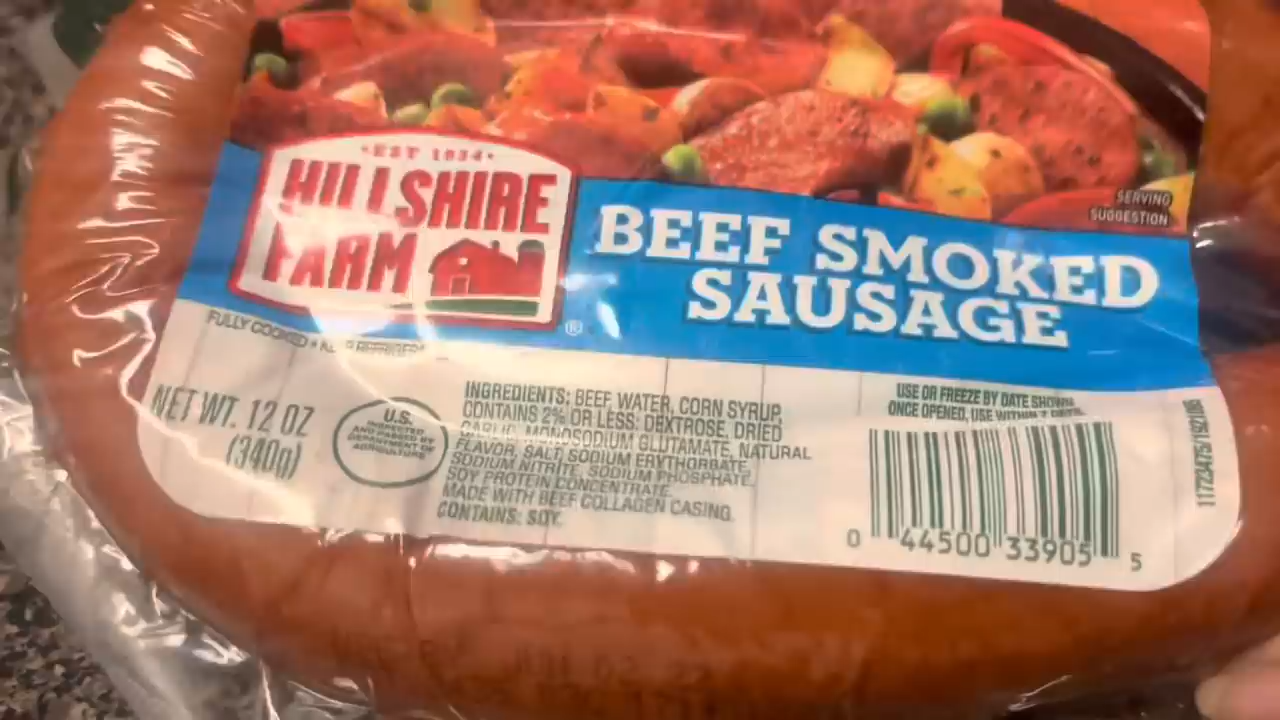 EST 1934
HILLSHIRE
FARM
®
BEEF SMOKED
SAUSAGE
SERVING
SUGGESTION
FULLY COOKED •
NET WT. 12 OZ
(340g)
U.S.
INSPECTED
AND PASSED BY
DEPARTMENT OF
AGRICULTURE
INGREDIENTS: BEEF WATER, CORN SYRUP,
CONTAINS 2% OR LESS: DEXTROSE, DRIED
GARLIC, MONOSODIUM GLUTAMATE, NATURAL
FLAVOR, SALT, SODIUM ERYTHORBATE,
SODIUM NITRITE, SODIUM PHOSPHATE,
SOY PROTEIN CONCENTRATE.
MADE WITH BEEF COLLAGEN CASING.
CONTAINS: SOY.
USE OR FREEZE BY DATE SHOWN
ONCE OPENED, USE WITHIN 7 DAYS.
0 44500 33905 5